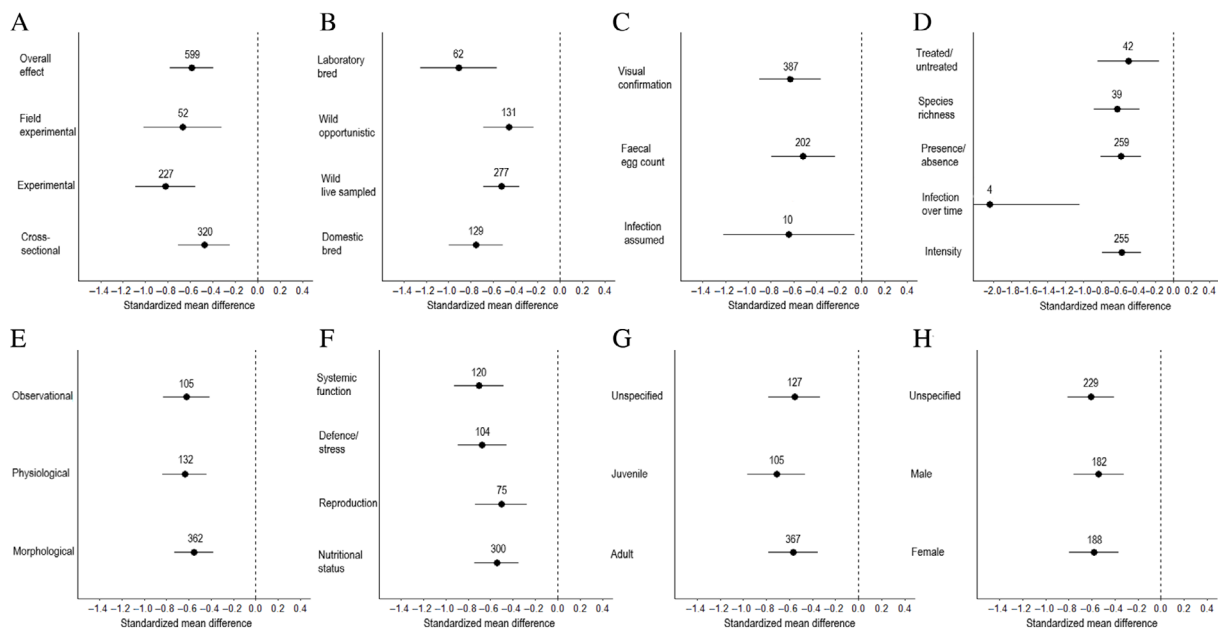 A
Overall
effect
599
Field
experimental
52
Experimental
227
Cross-
sectional
320
−1.4 −1.2 −1.0 −0.8 −0.6 −0.4 −0.2 0.0 0.2 0.4
Standardized mean difference
B
Laboratory
bred
62
Wild
opportunistic
131
Wild
live sampled
277
Domestic
bred
129
−1.4 −1.2 −1.0 −0.8 −0.6 −0.4 −0.2 0.0 0.2 0.4
Standardized mean difference
C
Visual
confirmation
387
Faecal
egg count
202
Infection
assumed
10
−1.4 −1.2 −1.0 −0.8 −0.6 −0.4 −0.2 0.0 0.2 0.4
Standardized mean difference
D
Treated/
untreated
42
Species
richness
39
Presence/
absence
259
Infection
over time
4
Intensity
255
−2.0 −1.8 −1.6 −1.4 −1.2 −1.0 −0.8 −0.6 −0.4 −0.2 0.0 0.2 0.4
Standardized mean difference
E
Observational
105
Physiological
132
Morphological
362
−1.4 −1.2 −1.0 −0.8 −0.6 −0.4 −0.2 0.0 0.2 0.4
Standardized mean difference
F
Systemic
function
120
Defence/
stress
104
Reproduction
75
Nutritional
status
300
−1.4 −1.2 −1.0 −0.8 −0.6 −0.4 −0.2 0.0 0.2 0.4
Standardized mean difference
G
Unspecified
127
Juvenile
105
Adult
367
−1.4 −1.2 −1.0 −0.8 −0.6 −0.4 −0.2 0.0 0.2 0.4
Standardized mean difference
H
Unspecified
229
Male
182
Female
188
−1.4 −1.2 −1.0 −0.8 −0.6 −0.4 −0.2 0.0 0.2 0.4
Standardized mean difference